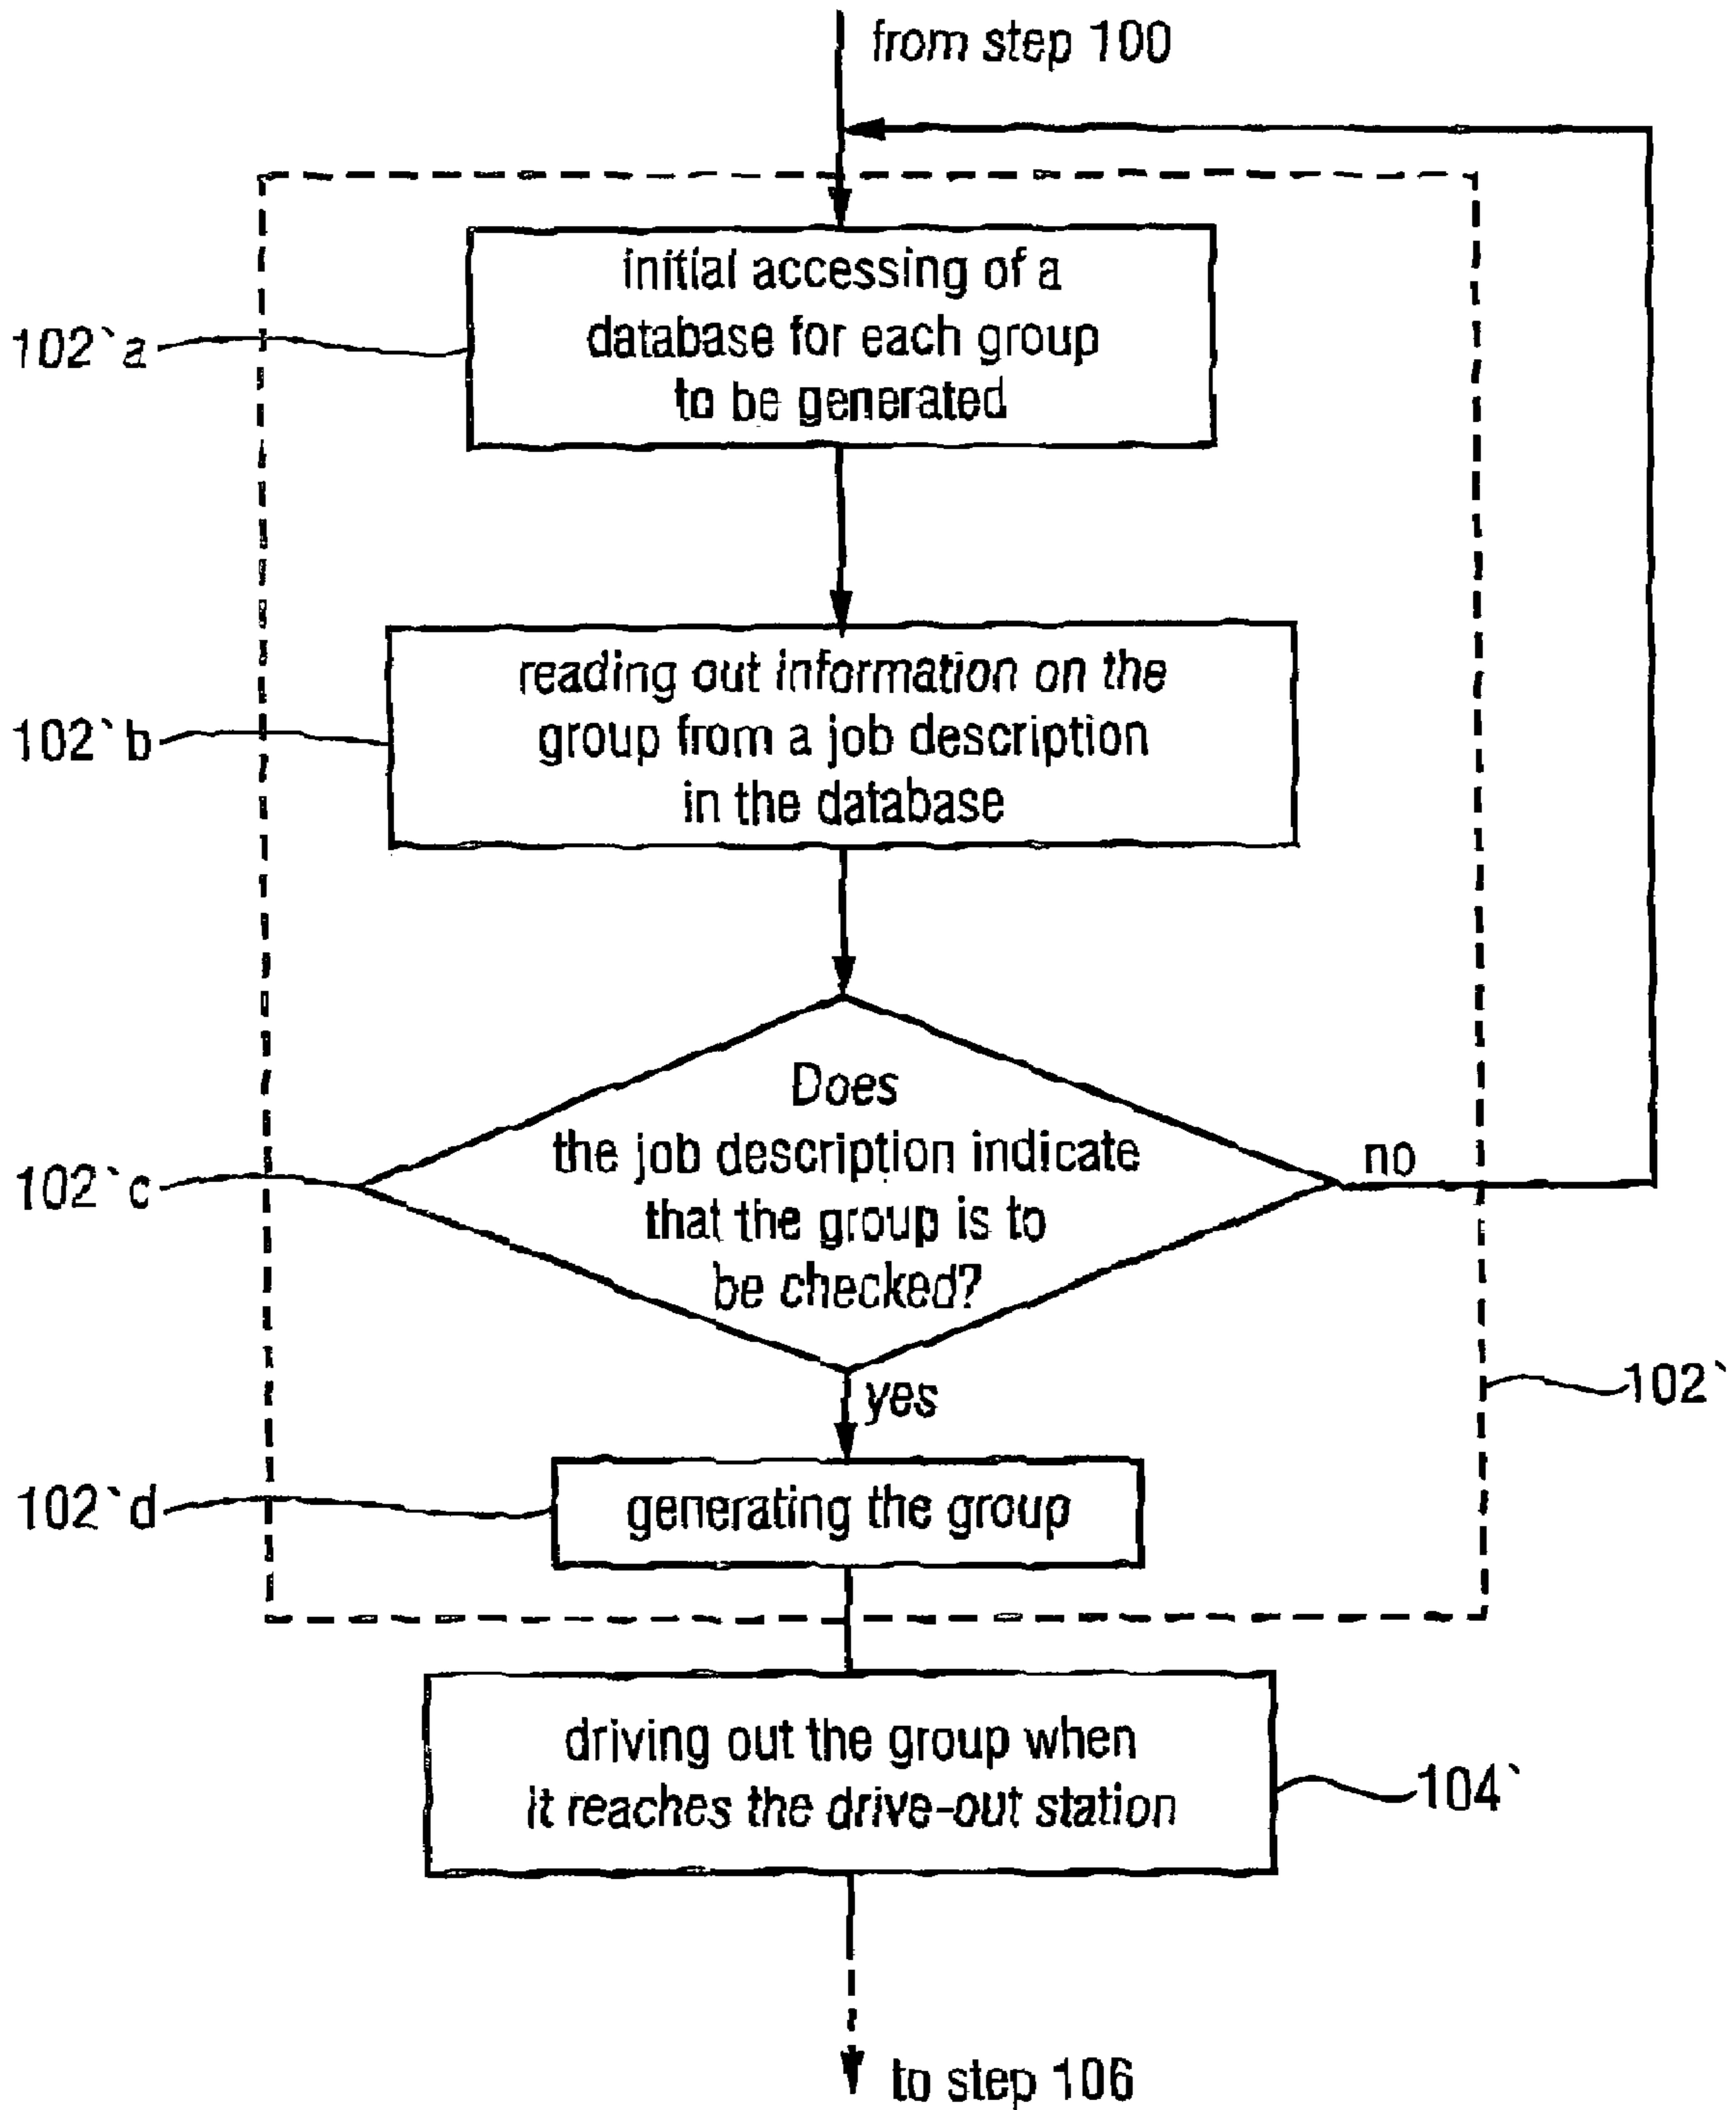 from step 100
initial accessing of a
database for each group
to be generated
102`a
reading out information on the
group from a job description
in the database
102`b
Does
the job description indicate
that the group is to
be checked?
no
102`c
yes
102`
generating the group
102`d
driving out the group when
it reaches the drive-out station
104`
to step 106